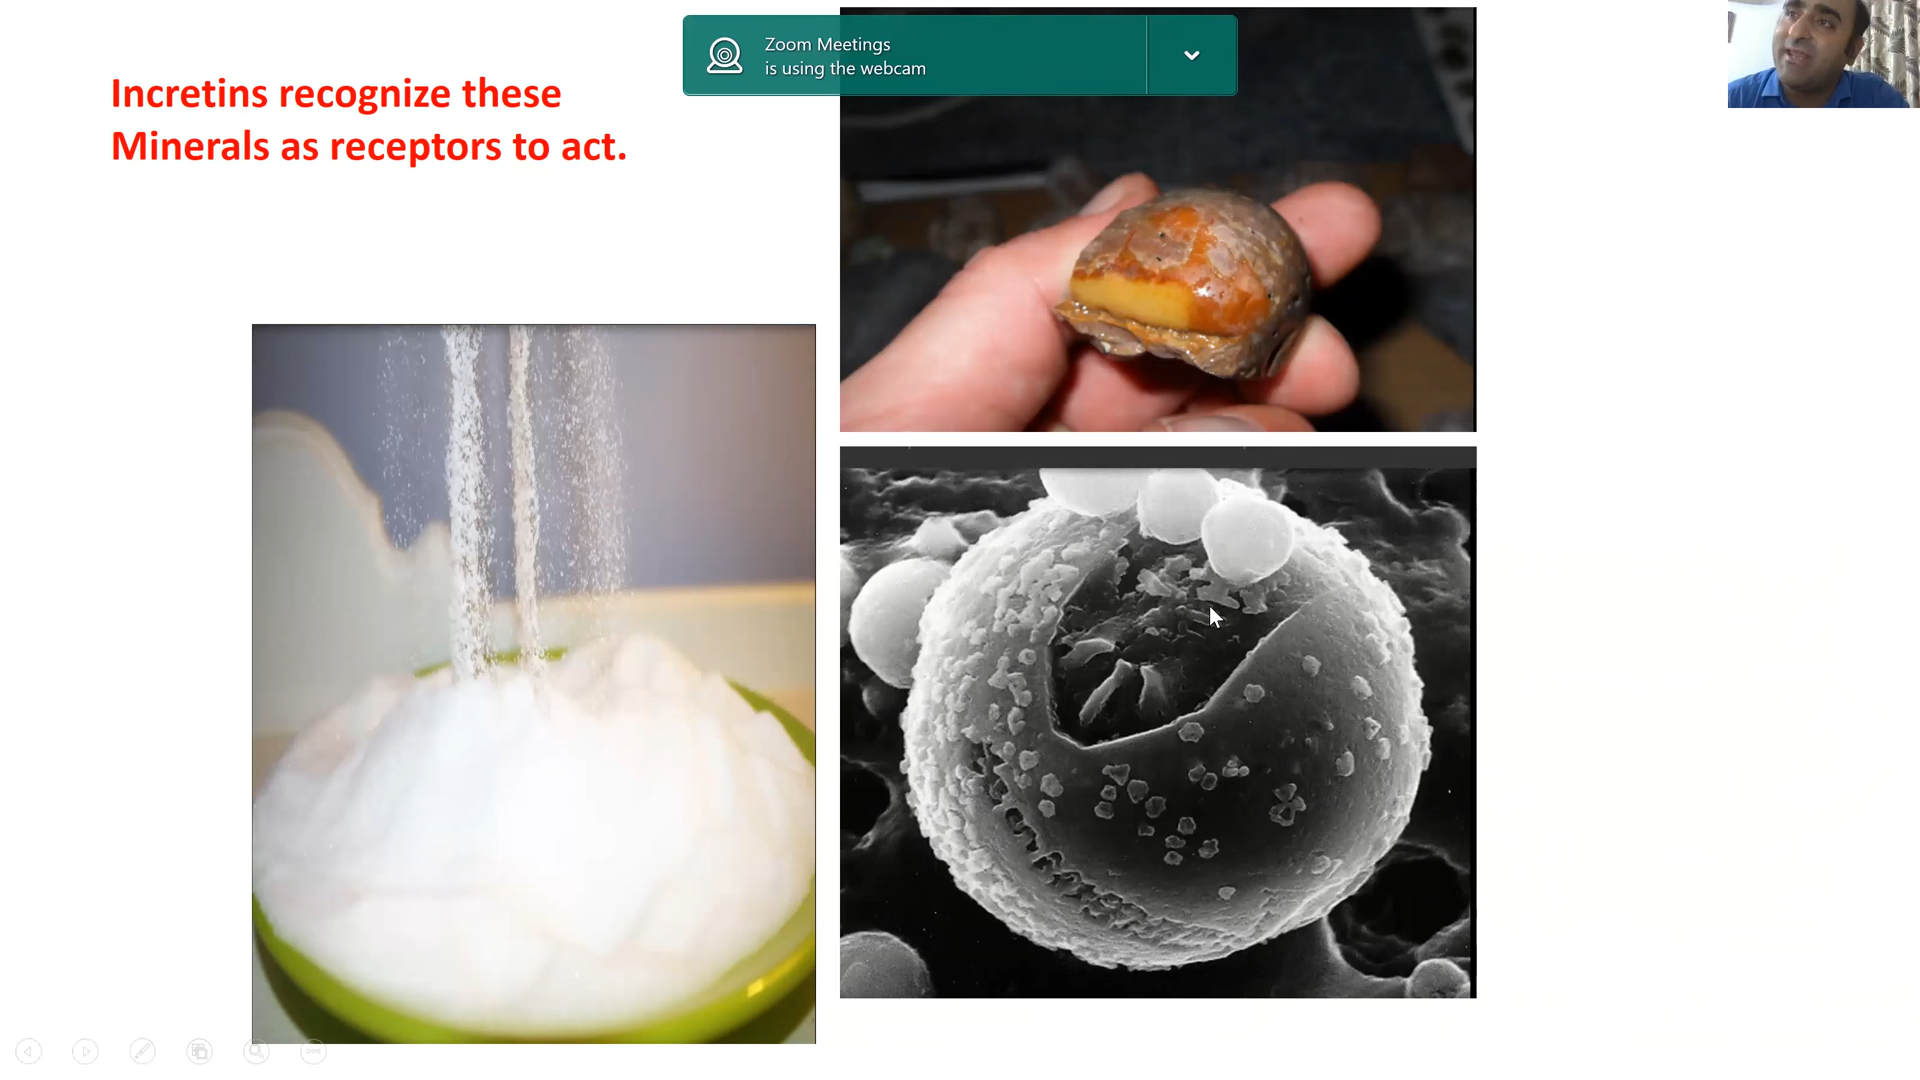 Zoom Meetings
is using the webcam
Incretins recognize these
Minerals as receptors to act.